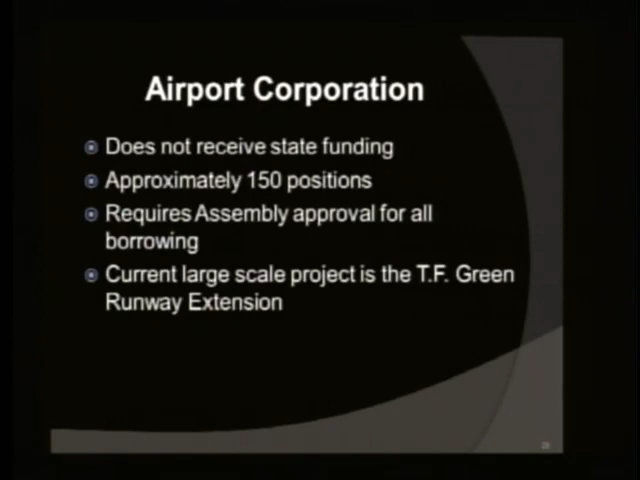 Airport Corporation
Does not receive state funding
Approximately 150 positions
Requires Assembly approval for all
borrowing
Current large scale project is the T.F. Green
Runway Extension